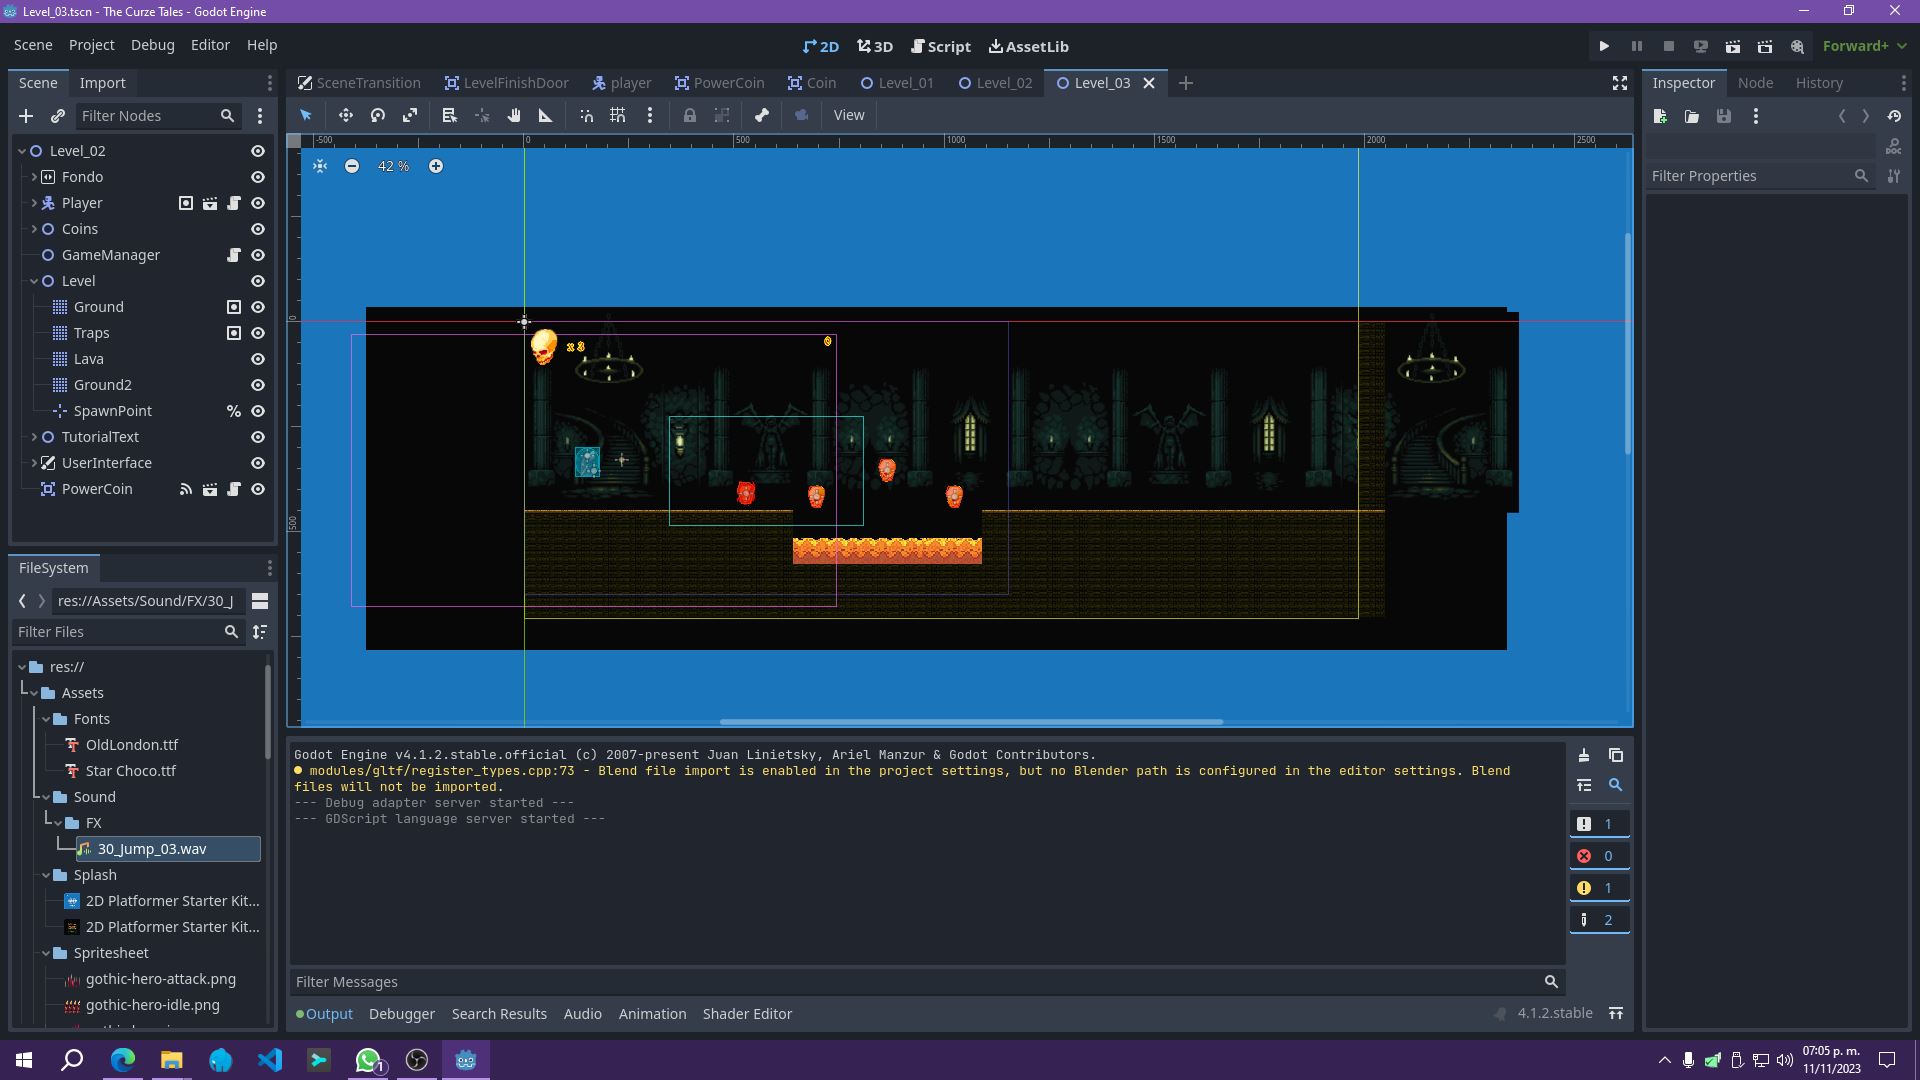 Level_03.tscn - The Curze Tales - Godot Engine
Scene Project Debug Editor Help
2D 3D Script AssetLib
Forward+
Scene Import
SceneTransition LevelFinishDoor player PowerCoin Coin Level_01 Level_02 Level_03
Inspector Node History
Filter Nodes
View
-500 0 500 1000 1500 2000 2500
42 %
Filter Properties
Level_02
Fondo
Player
Coins
GameManager
Level
Ground
Traps
Lava
Ground2
SpawnPoint
TutorialText
UserInterface
PowerCoin
0
500
x 3
0
FileSystem
res://Assets/Sound/FX/30_J
Filter Files
res://
Assets
Fonts
OldLondon.ttf
Star Choco.ttf
Sound
FX
30_Jump_03.wav
Splash
2D Platformer Starter Kit...
2D Platformer Starter Kit...
Spritesheet
gothic-hero-attack.png
gothic-hero-idle.png
Godot Engine v4.1.2.stable.official (c) 2007-present Juan Linietsky, Ariel Manzur & Godot Contributors.
modules/gltf/register_types.cpp:73 - Blend file import is enabled in the project settings, but no Blender path is configured in the editor settings. Blend
files will not be imported.
--- Debug adapter server started ---
--- GDScript language server started ---
1
0
1
2
Filter Messages
Output Debugger Search Results Audio Animation Shader Editor
4.1.2.stable
1
07:05 p. m.
11/11/2023